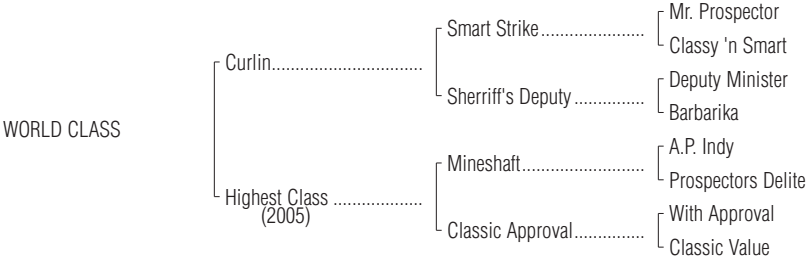 Mr. Prospector
Smart Strike......................
Classy 'n Smart
Curlin................................
Deputy Minister
Sherriff's Deputy ...............
Barbarika
WORLD CLASS
A.P. Indy
Mineshaft..........................
Prospectors Delite
Highest Class ...................
(2005)
With Approval
Classic Approval...............
Classic Value